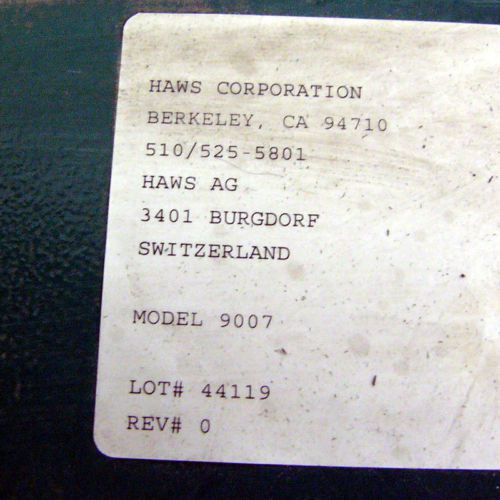 HAWS CORPORATION
BERKELEY, CA 94710
510/525-5801
HAWS AG
3401 BURGDORF
SWITZERLAND
MODEL 9007
LOT# 44119
REV# 0